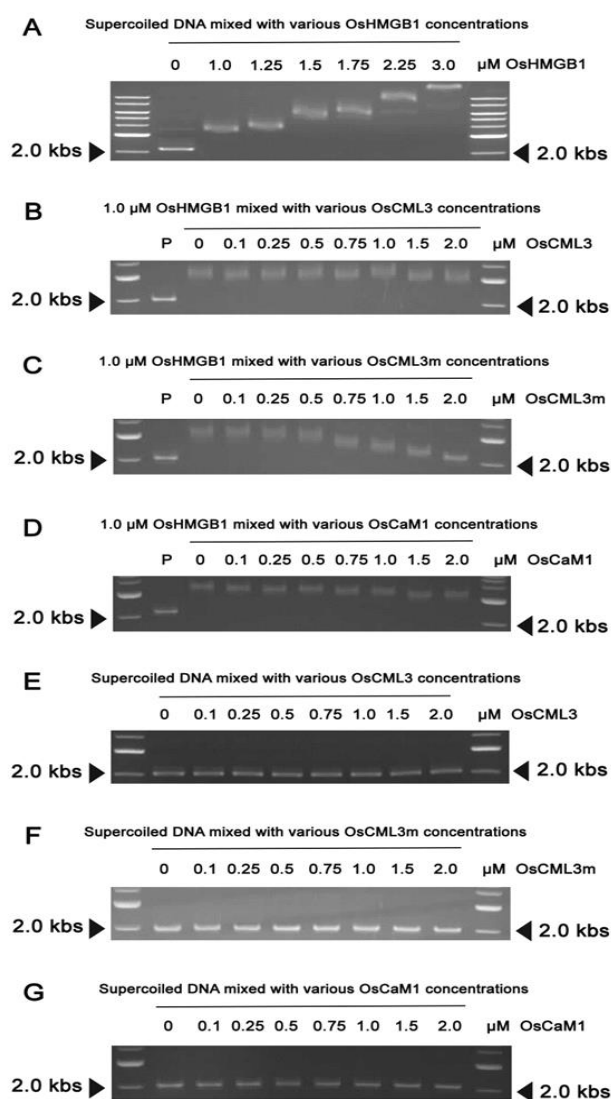 A
Supercoiled DNA mixed with various OsHMGB1 concentrations
0 1.0 1.25 1.5 1.75 2.25 3.0 µM OsHMGB1
2.0 kbs 2.0 kbs
B
1.0 µM OsHMGB1 mixed with various OsCML3 concentrations
P 0 0.1 0.25 0.5 0.75 1.0 1.5 2.0 µM OsCML3
2.0 kbs 2.0 kbs
C
1.0 µM OsHMGB1 mixed with various OsCML3m concentrations
P 0 0.1 0.25 0.5 0.75 1.0 1.5 2.0 µM OsCML3m
2.0 kbs 2.0 kbs
D
1.0 µM OsHMGB1 mixed with various OsCaM1 concentrations
P 0 0.1 0.25 0.5 0.75 1.0 1.5 2.0 µM OsCaM1
2.0 kbs 2.0 kbs
E
Supercoiled DNA mixed with various OsCML3 concentrations
0 0.1 0.25 0.5 0.75 1.0 1.5 2.0 µM OsCML3
2.0 kbs 2.0 kbs
F
Supercoiled DNA mixed with various OsCML3m concentrations
0 0.1 0.25 0.5 0.75 1.0 1.5 2.0 µM OsCML3m
2.0 kbs 2.0 kbs
G
Supercoiled DNA mixed with various OsCaM1 concentrations
0 0.1 0.25 0.5 0.75 1.0 1.5 2.0 µM OsCaM1
2.0 kbs 2.0 kbs